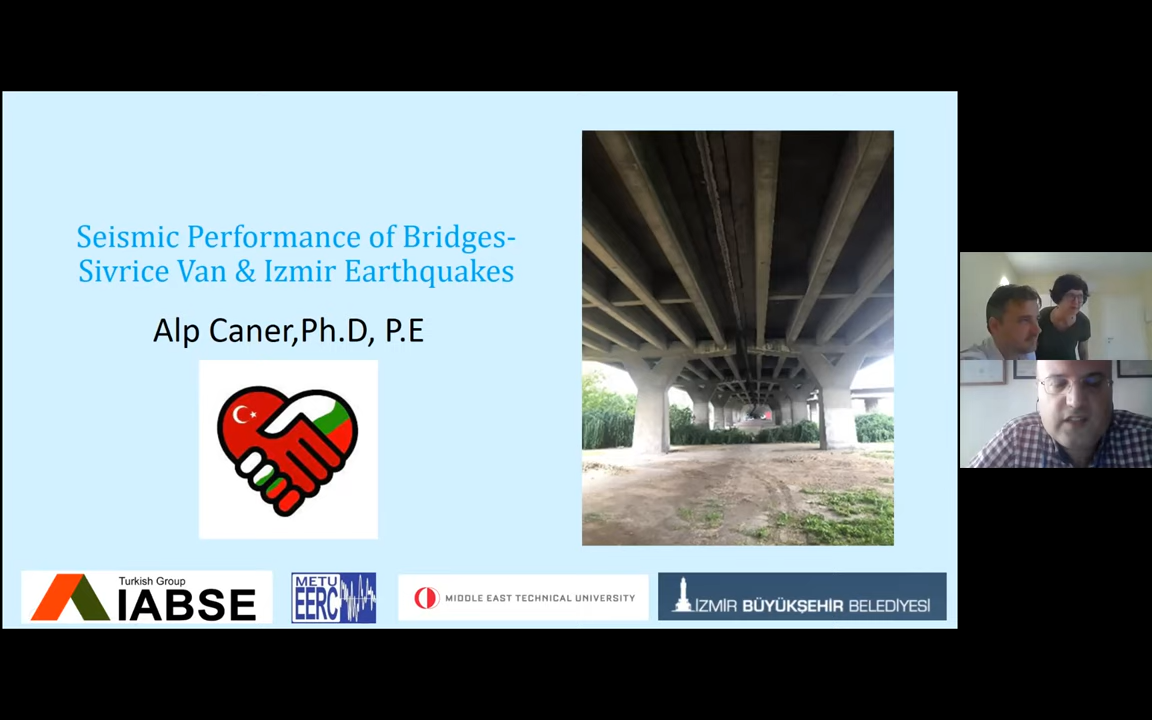 Seismic Performance of Bridges-
Sivrice Van & Izmir Earthquakes
Alp Caner,Ph.D, P.E
Turkish Group
IABSE
METU
EERC
MIDDLE EAST TECHNICAL UNIVERSITY
İZMİR BÜYÜKŞEHİR BELEDİYESİ